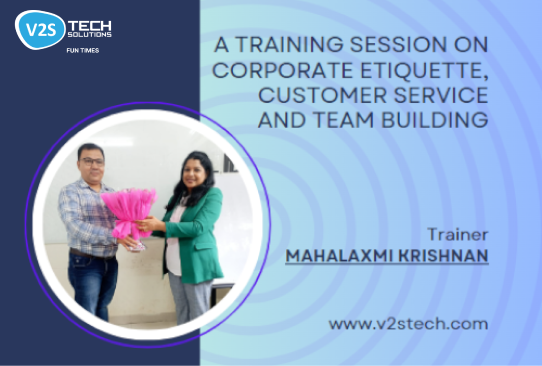 V2S TECH
SOLUTIONS
FUN TIMES
A TRAINING SESSION ON
CORPORATE ETIQUETTE,
CUSTOMER SERVICE
AND TEAM BUILDING
Trainer
MAHALAXMI KRISHNAN
www.v2stech.com